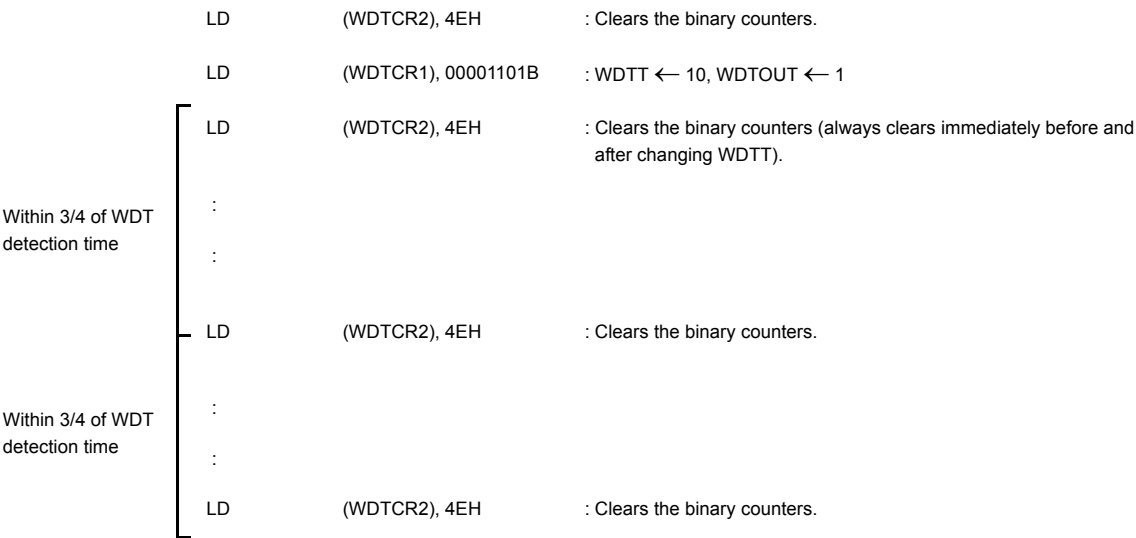 LD (WDTCR2), 4EH : Clears the binary counters.
LD (WDTCR1), 00001101B : WDTT ← 10, WDTOUT ← 1
LD (WDTCR2), 4EH : Clears the binary counters (always clears immediately before and
after changing WDTT).
Within 3/4 of WDT :
detection time
:
LD (WDTCR2), 4EH : Clears the binary counters.
Within 3/4 of WDT :
detection time
:
LD (WDTCR2), 4EH : Clears the binary counters.